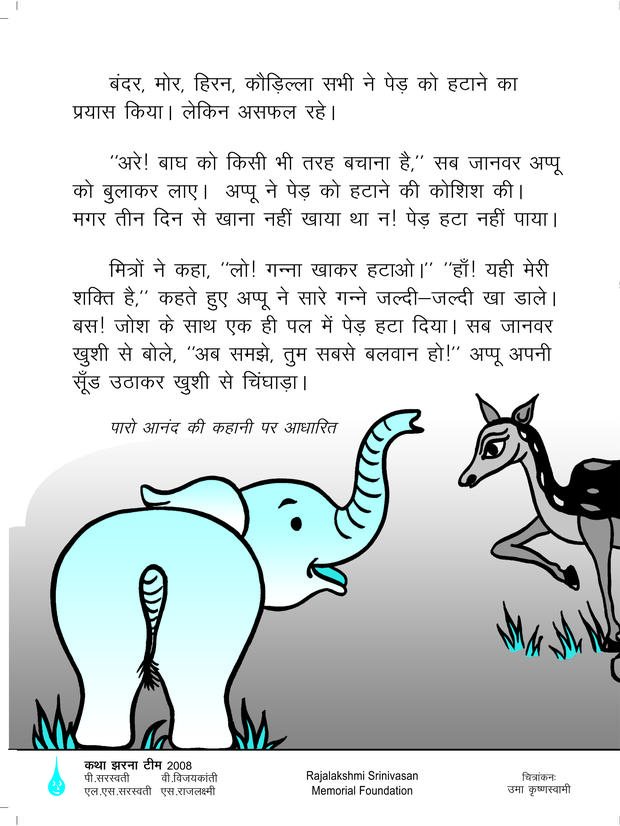 बंदर, मोर, हिरन, कौड़िल्ला सभी ने पेड़ को हटाने का
प्रयास किया। लेकिन असफल रहे।
''अरे! बाघ को किसी भी तरह बचाना है,'' सब जानवर अप्पू
को बुलाकर लाए। अप्पू ने पेड़ को हटाने की कोशिश की।
मगर तीन दिन से खाना नहीं खाया था न! पेड़ हटा नहीं पाया।
मित्रों ने कहा, ''लो! गन्ना खाकर हटाओ।'' ''हाँ! यही मेरी
शक्ति है,'' कहते हुए अप्पू ने सारे गन्ने जल्दी–जल्दी खा डाले।
बस! जोश के साथ एक ही पल में पेड़ हटा दिया। सब जानवर
खुशी से बोले, ''अब समझे, तुम सबसे बलवान हो!'' अप्पू अपनी
सूँड उठाकर खुशी से चिंघाड़ा।
पारो आनंद की कहानी पर आधारित
कथा झरना टीम 2008
पी.सरस्वती वी.विजयकांती
एल.एस.सरस्वती एस.राजलक्ष्मी
Rajalakshmi Srinivasan
Memorial Foundation
चित्रांकनः
उमा कृष्णस्वामी